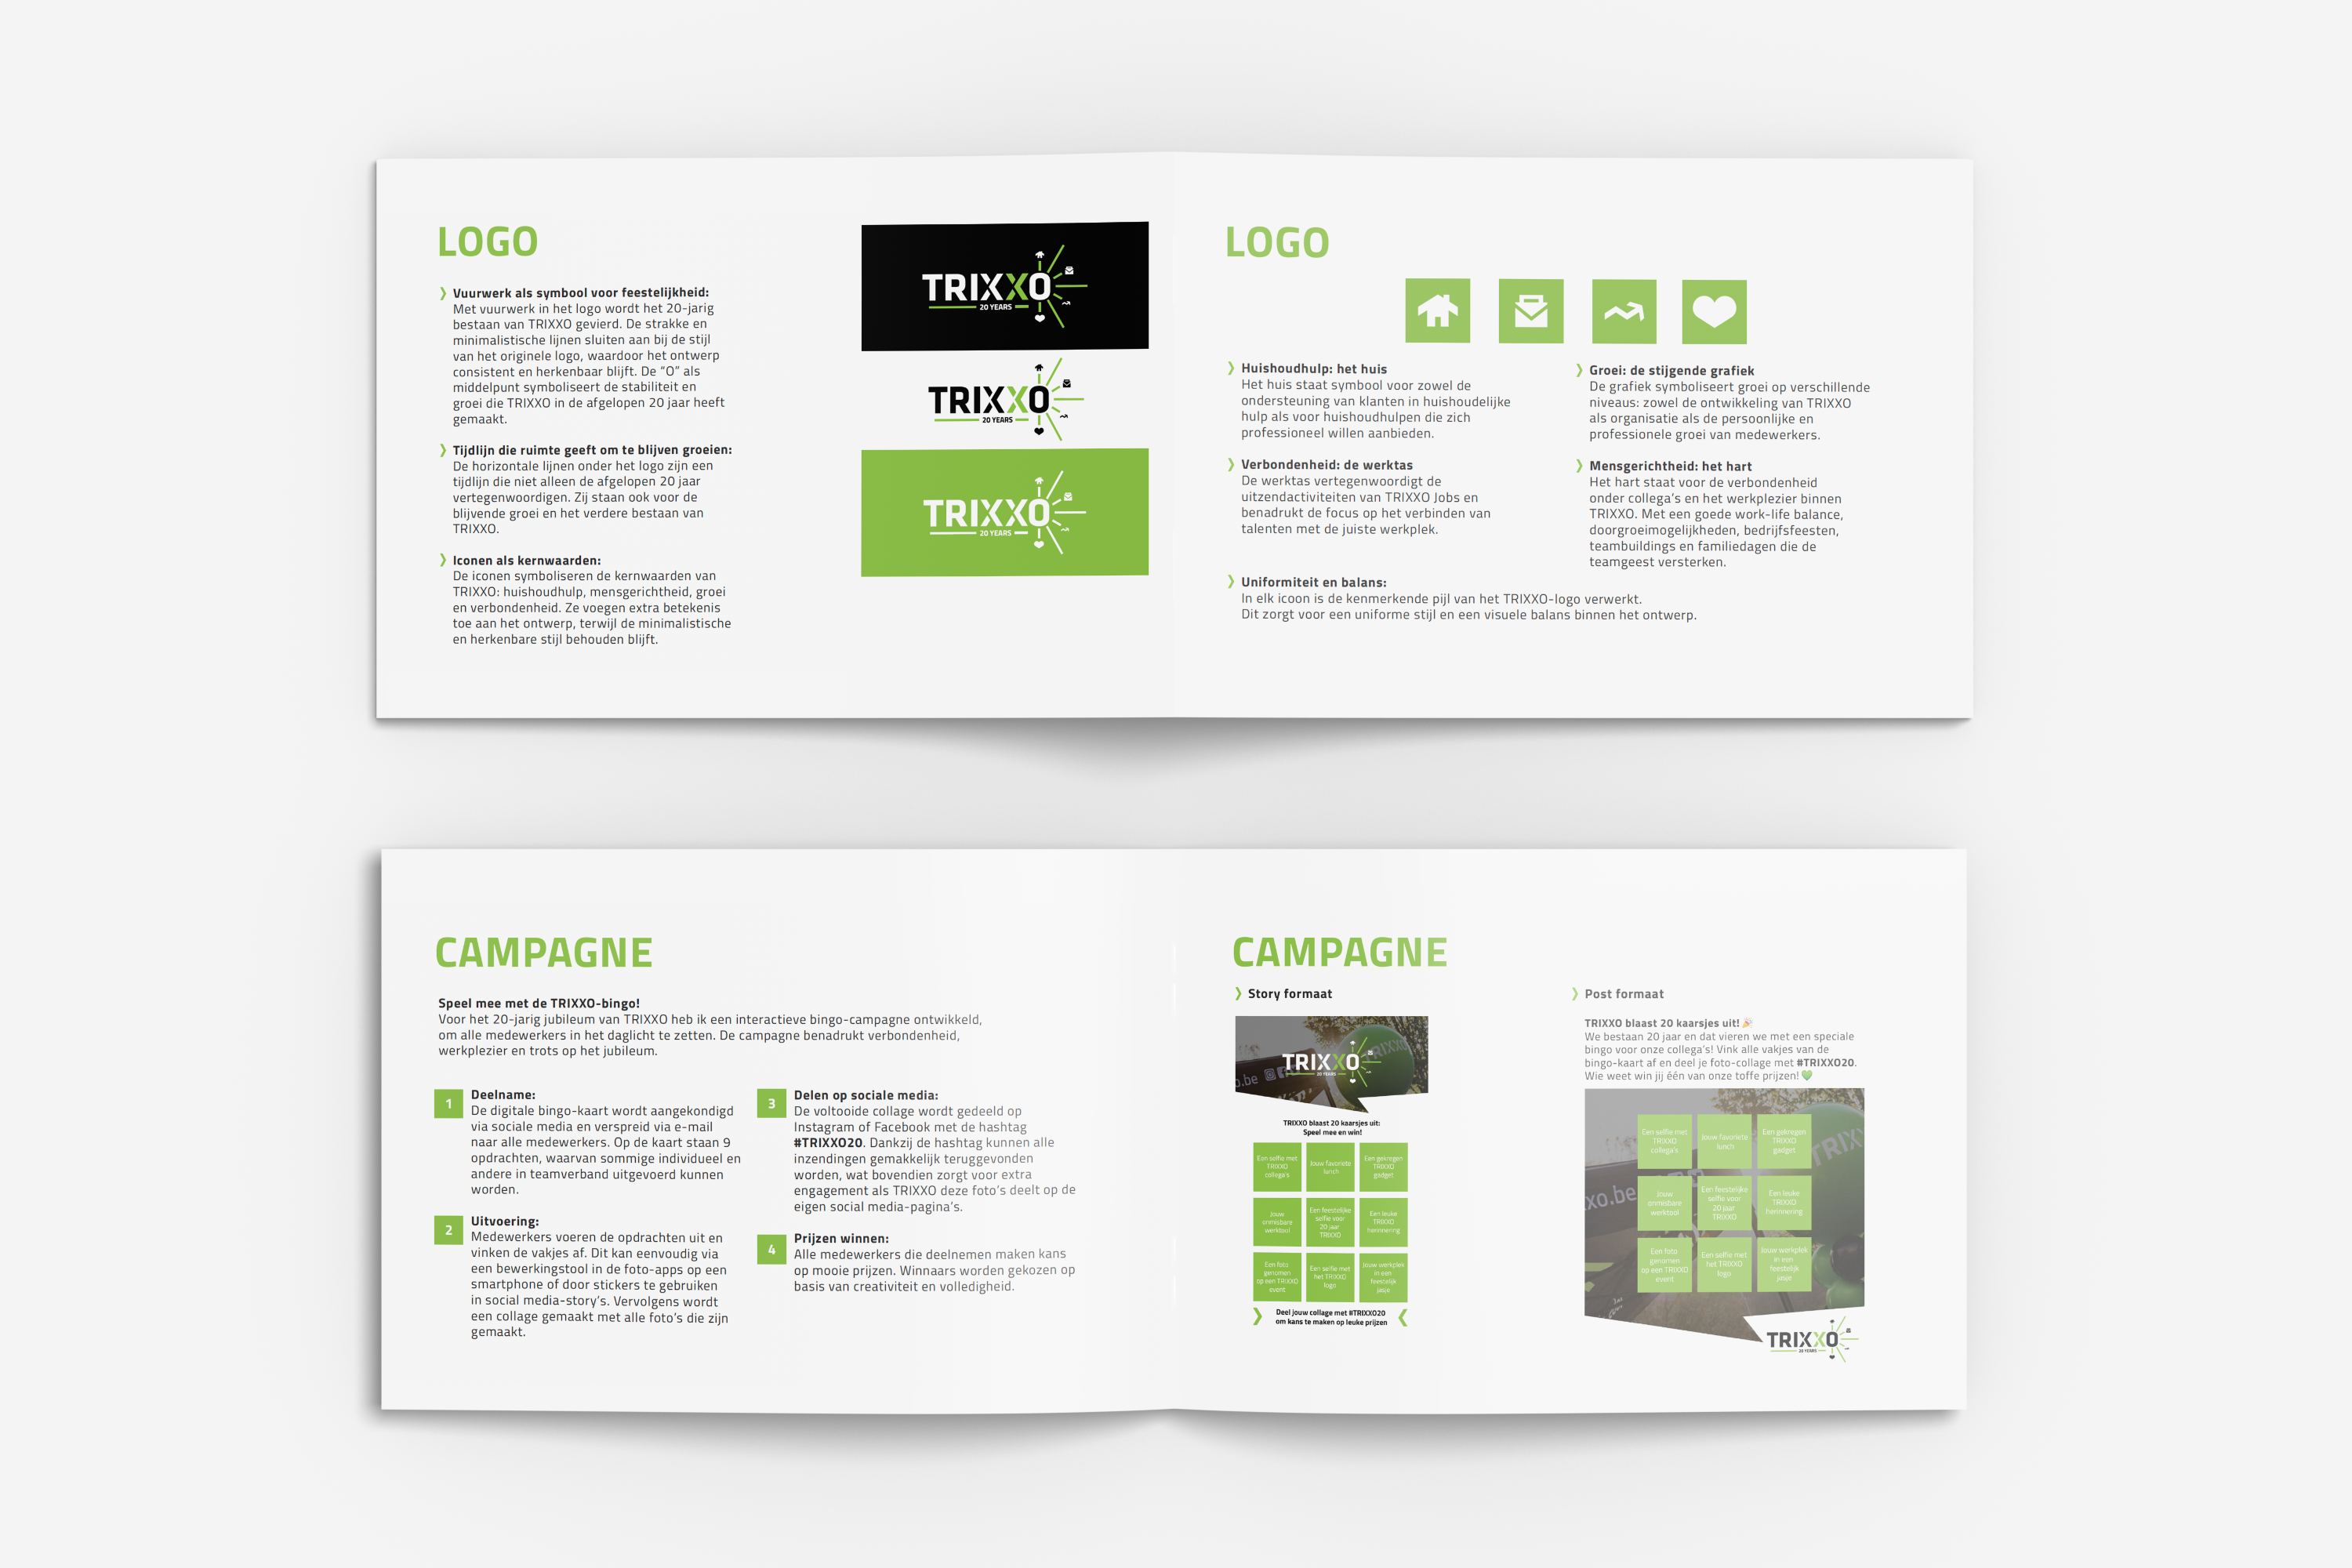 LOGO
Vuurwerk als symbool voor feestelijkheid:
Met vuurwerk in het logo wordt het 20-jarig
bestaan van TRIXXO gevierd. De strakke en
minimalistische lijnen sluiten aan bij de stijl
van het originele logo, waardoor het ontwerp
consistent en herkenbaar blijft. De “O” als
middelpunt symboliseert de stabiliteit en
groei die TRIXXO in de afgelopen 20 jaar heeft
gemaakt.
Tijdlijn die ruimte geeft om te blijven groeien:
De horizontale lijnen onder het logo zijn een
tijdlijn die niet alleen de afgelopen 20 jaar
vertegenwoordigen. Zij staan ook voor de
blijvende groei en het verdere bestaan van
TRIXXO.
Iconen als kernwaarden:
De iconen symboliseren de kernwaarden van
TRIXXO: huishoudhulp, mensgerichtheid, groei
en verbondenheid. Ze voegen extra betekenis
toe aan het ontwerp, terwijl de minimalistische
en herkenbare stijl behouden blijft.
TRIXXO
20 YEARS
TRIXXO
20 YEARS
TRIXXO
20 YEARS
LOGO
Huishoudhulp: het huis
Het huis staat symbool voor zowel de
ondersteuning van klanten in huishoudelijke
hulp als voor huishoudhulpen die zich
professioneel willen aanbieden.
Verbondenheid: de werktas
De werktas vertegenwoordigt de
uitzendactiviteiten van TRIXXO Jobs en
benadrukt de focus op het verbinden van
talenten met de juiste werkplek.
Groei: de stijgende grafiek
De grafiek symboliseert groei op verschillende
niveaus: zowel de ontwikkeling van TRIXXO
als organisatie als de persoonlijke en
professionele groei van medewerkers.
Mensgerichtheid: het hart
Het hart staat voor de verbondenheid
onder collega’s en het werkplezier binnen
TRIXXO. Met een goede work-life balance,
doorgroeimogelijkheden, bedrijfsfeesten,
teambuildings en familiedagen die de
teamgeest versterken.
Uniformiteit en balans:
In elk icoon is de kenmerkende pijl van het TRIXXO-logo verwerkt.
Dit zorgt voor een uniforme stijl en een visuele balans binnen het ontwerp.
CAMPAGNE
Speel mee met de TRIXXO-bingo!
Voor het 20-jarig jubileum van TRIXXO heb ik een interactieve bingo-campagne ontwikkeld,
om alle medewerkers in het daglicht te zetten. De campagne benadrukt verbondenheid,
werkplezier en trots op het jubileum.
1
Deelname:
De digitale bingo-kaart wordt aangekondigd
via sociale media en verspreid via e-mail
naar alle medewerkers. Op de kaart staan 9
opdrachten, waarvan sommige individueel en
andere in teamverband uitgevoerd kunnen
worden.
2
Uitvoering:
Medewerkers voeren de opdrachten uit en
vinken de vakjes af. Dit kan eenvoudig via
een bewerkingstool in de foto-apps op een
smartphone of door stickers te gebruiken
in social media-story’s. Vervolgens wordt
een collage gemaakt met alle foto’s die zijn
gemaakt.
3
Delen op sociale media:
De voltooide collage wordt gedeeld op
Instagram of Facebook met de hashtag
#TRIXXO20. Dankzij de hashtag kunnen alle
inzendingen gemakkelijk teruggevonden
worden, wat bovendien zorgt voor extra
engagement als TRIXXO deze foto’s deelt op de
eigen social media-pagina’s.
4
Prijzen winnen:
Alle medewerkers die deelnemen maken kans
op mooie prijzen. Winnaars worden gekozen op
basis van creativiteit en volledigheid.
CAMPAGNE
Story formaat
TRIXXO
20 YEARS
TRIXXO
o.be
TRIXXO blaast 20 kaarsjes uit:
Speel mee en win!
Een selfie met
TRIXXO
collega's
Jouw favoriete
lunch
Een gekregen
TRIXXO
gadget
Jouw
onmisbare
werktool
Een feestelijke
selfie voor
20 jaar
TRIXXO
Een leuke
TRIXXO
herinnering
Een foto
genomen
op een TRIXXO
event
Een selfie met
het TRIXXO
logo
Jouw werkplek
in een
feestelijk
jasje
Deel jouw collage met #TRIXXO20
om kans te maken op leuke prijzen
Post formaat
TRIXXO blaast 20 kaarsjes uit! 🎉
We bestaan 20 jaar en dat vieren we met een speciale
bingo voor onze collega’s! Vink alle vakjes van de
bingo-kaart af en deel je foto-collage met #TRIXXO20.
Wie weet win jij één van onze toffe prijzen! 💚
Een selfie met
TRIXXO
collega's
Jouw favoriete
lunch
Een gekregen
TRIXXO
gadget
TRIX
xo.be
Jouw
onmisbare
werktool
Een feestelijke
selfie voor
20 jaar
TRIXXO
Een leuke
TRIXXO
herinnering
Een foto
genomen
op een TRIXXO
event
Een selfie met
het TRIXXO
logo
Jouw werkplek
in een
feestelijk
jasje
TRIXXO
20 YEARS